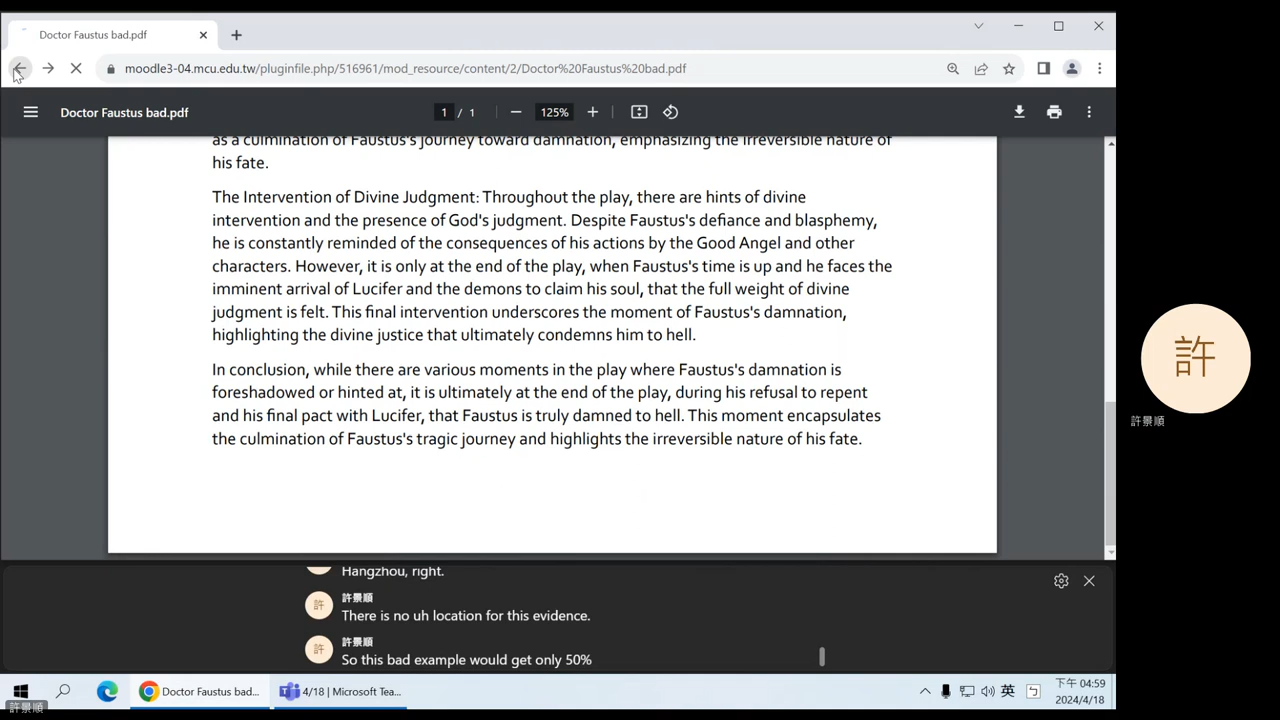 Doctor Faustus bad.pdf
moodle3-04.mcu.edu.tw/pluginfile.php/516961/mod_resource/content/2/Doctor%20Faustus%20bad.pdf
Doctor Faustus bad.pdf
1 / 1
125%
as a culmination of Faustus's journey toward damnation, emphasizing the irreversible nature of
his fate.
The Intervention of Divine Judgment: Throughout the play, there are hints of divine
intervention and the presence of God's judgment. Despite Faustus's defiance and blasphemy,
he is constantly reminded of the consequences of his actions by the Good Angel and other
characters. However, it is only at the end of the play, when Faustus's time is up and he faces the
imminent arrival of Lucifer and the demons to claim his soul, that the full weight of divine
judgment is felt. This final intervention underscores the moment of Faustus's damnation,
highlighting the divine justice that ultimately condemns him to hell.
In conclusion, while there are various moments in the play where Faustus's damnation is
foreshadowed or hinted at, it is ultimately at the end of the play, during his refusal to repent
and his final pact with Lucifer, that Faustus is truly damned to hell. This moment encapsulates
the culmination of Faustus's tragic journey and highlights the irreversible nature of his fate.
許
許景順
Hangzhou, right.
許
許景順
There is no uh location for this evidence.
許
許景順
So this bad example would get only 50%
Doctor Faustus bad...
4/18 | Microsoft Tea...
英
ㄅ
下午 04:59
2024/4/18
許景順